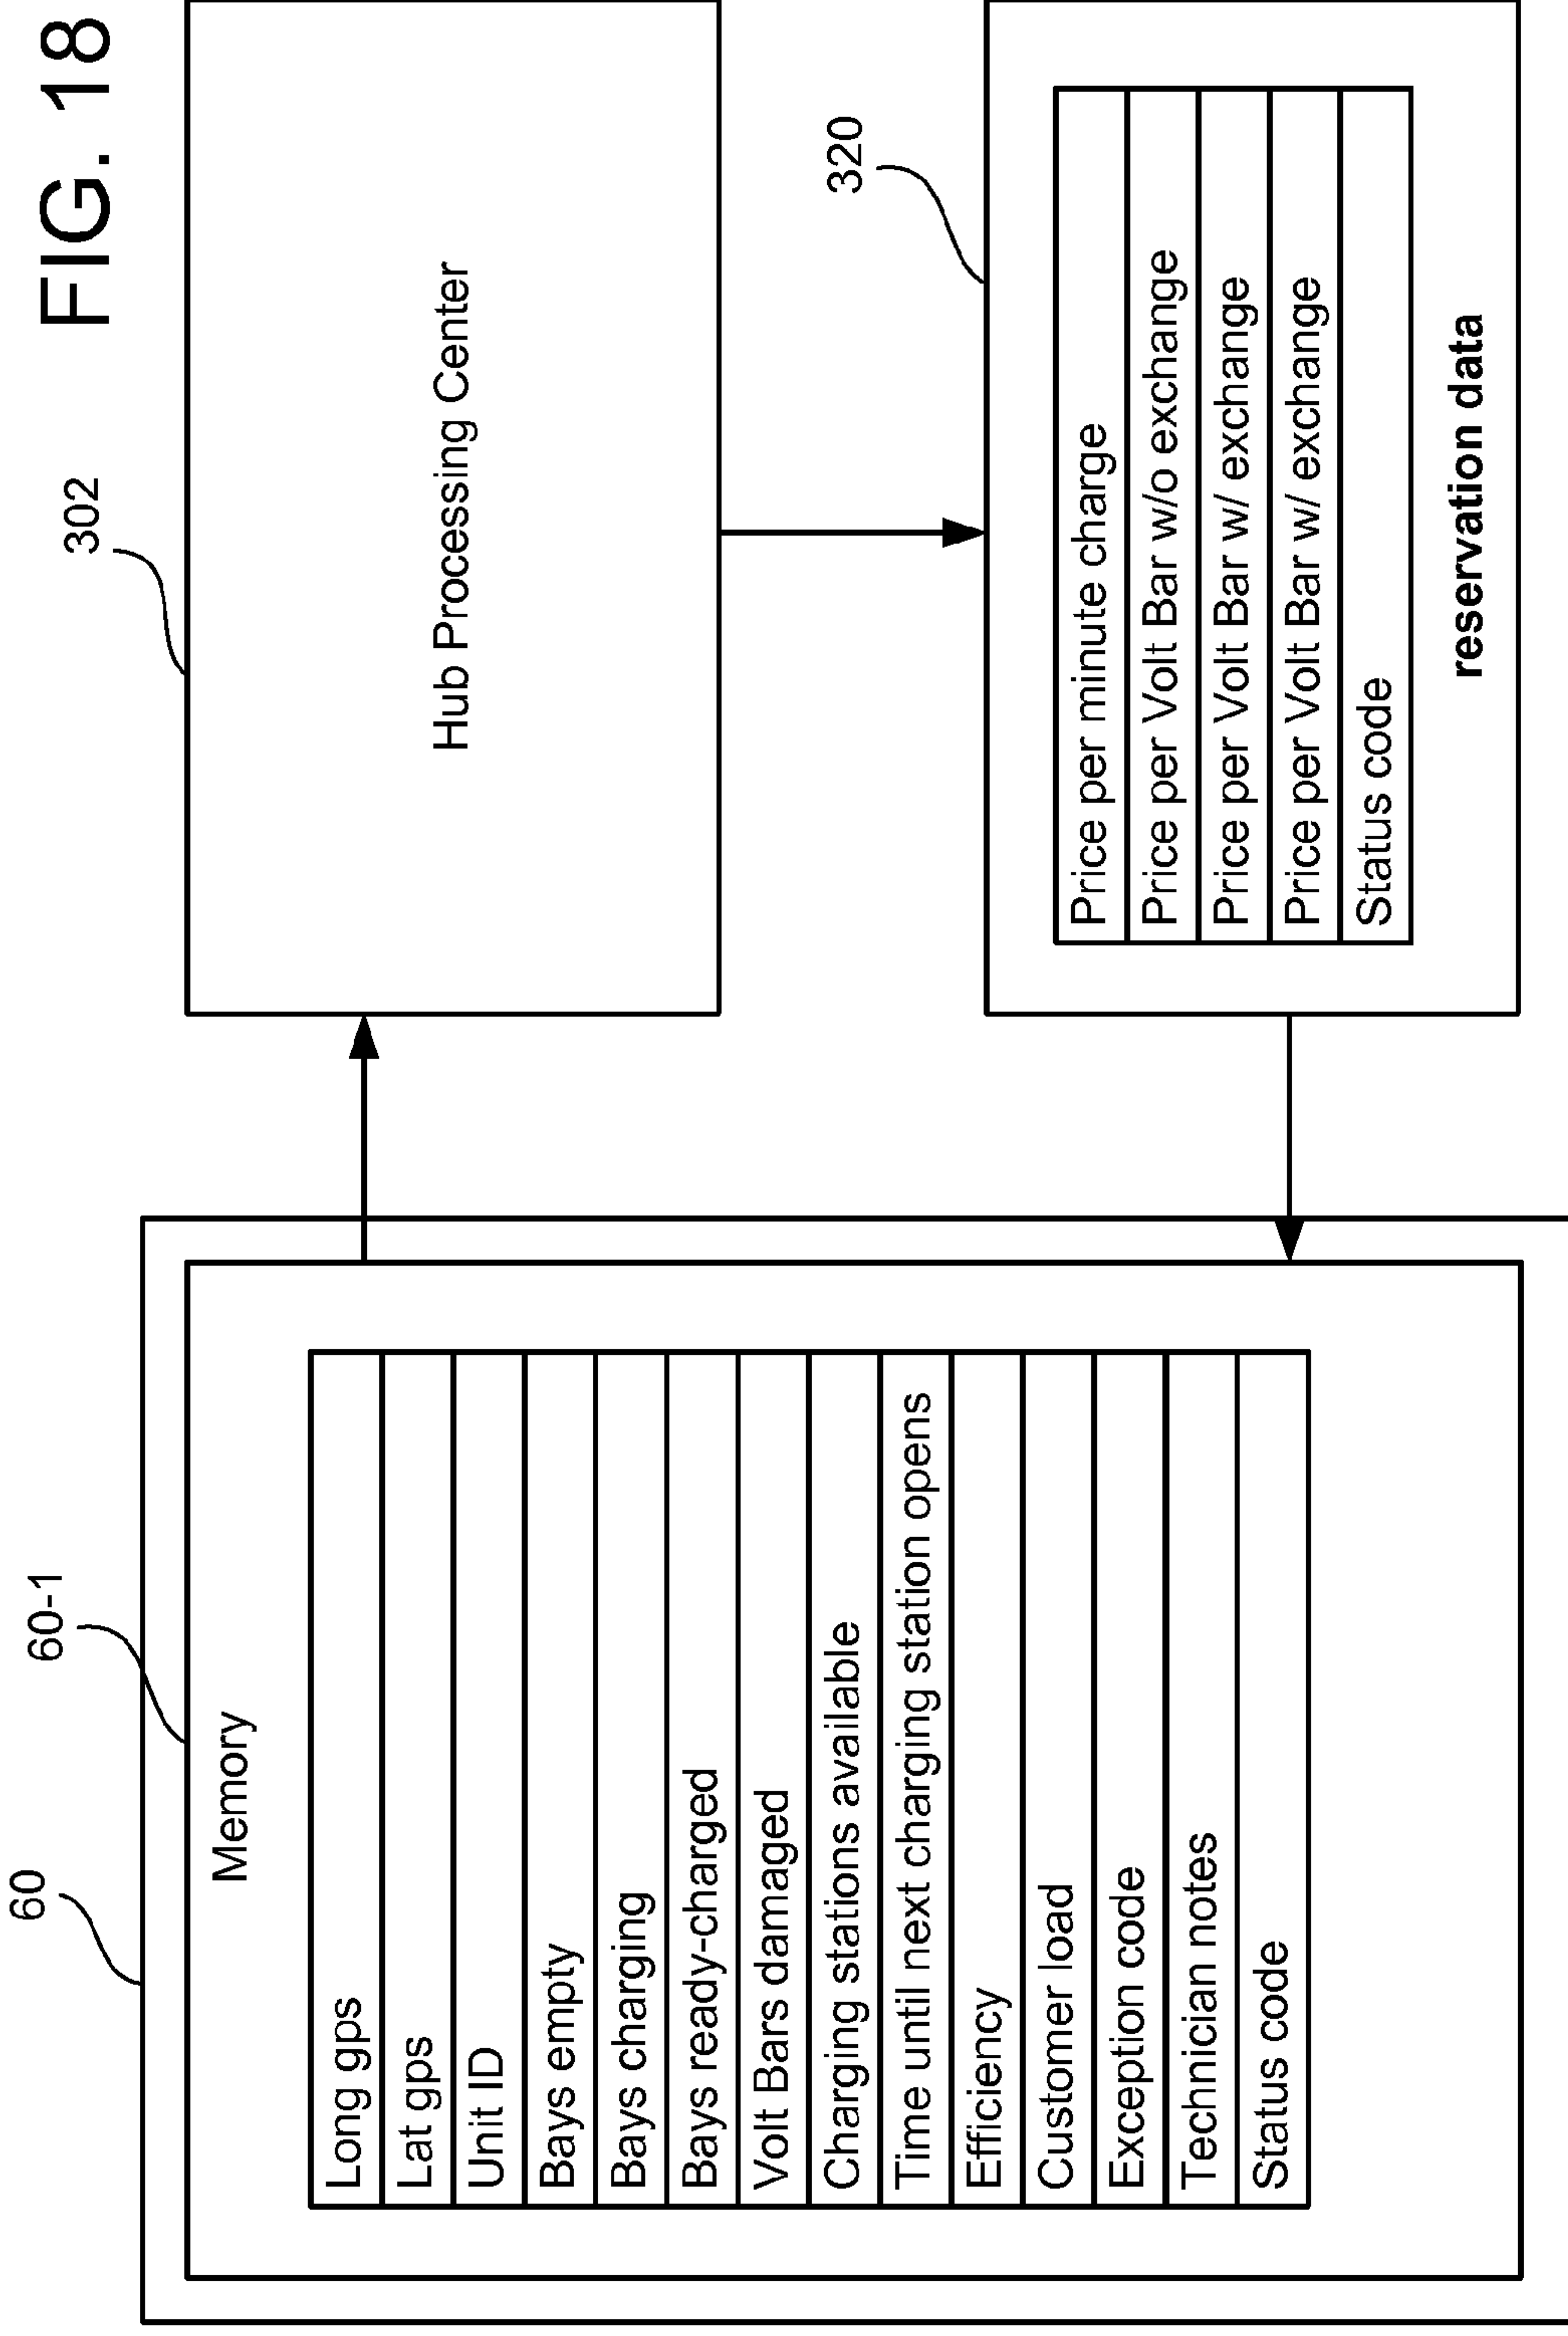 FIG. 18
60
60-1
Memory
Long gps
Lat gps
Unit ID
Bays empty
Bays charging
Bays ready-charged
Volt Bars damaged
Charging stations available
Time until next charging station opens
Efficiency
Customer load
Exception code
Technician notes
Status code
302
Hub Processing Center
320
Price per minute charge
Price per Volt Bar w/o exchange
Price per Volt Bar w/ exchange
Price per Volt Bar w/ exchange
Status code
reservation data